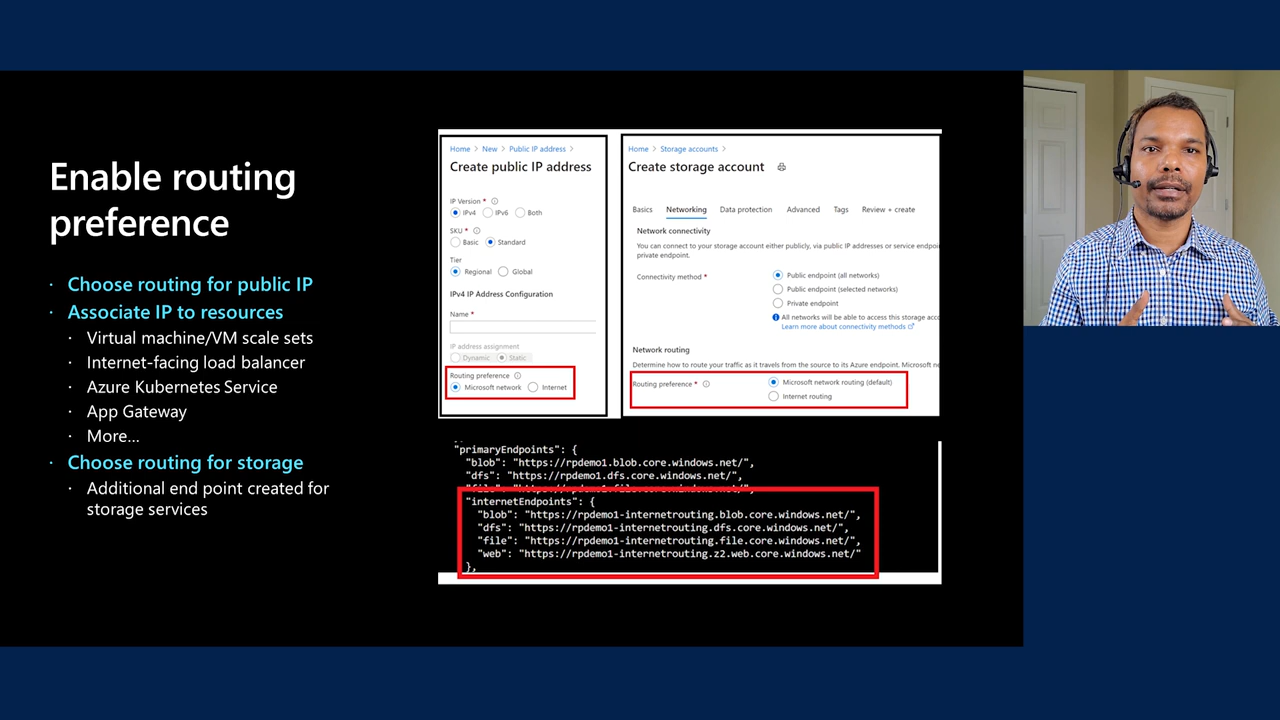 Enable routing
preference
· Choose routing for public IP
· Associate IP to resources
· Virtual machine/VM scale sets
· Internet-facing load balancer
· Azure Kubernetes Service
· App Gateway
· More...
· Choose routing for storage
· Additional end point created for
storage services
Home > New > Public IP address >
Create public IP address
IP Version *
IPv4 IPv6 Both
SKU *
Basic Standard
Tier
Regional Global
IPv4 IP Address Configuration
Name *
IP address assignment
Dynamic Static
Routing preference
Microsoft network Internet
Home > Storage accounts >
Create storage account
Basics Networking Data protection Advanced Tags Review + create
Network connectivity
You can connect to your storage account either publicly, via public IP addresses or service endpoi
private endpoint.
Connectivity method *
Public endpoint (all networks)
Public endpoint (selected networks)
Private endpoint
All networks will be able to access this storage acco
Learn more about connectivity methods
Network routing
Determine how to route your traffic as it travels from the source to its Azure endpoint. Microsoft ne
Routing preference *
Microsoft network routing (default)
Internet routing
"primaryEndpoints": {
"blob": "https://rpdemo1.blob.core.windows.net/",
"dfs": "https://rpdemo1.dfs.core.windows.net/",
"internetEndpoints": {
"blob": "https://rpdemo1-internetrouting.blob.core.windows.net/",
"dfs": "https://rpdemo1-internetrouting.dfs.core.windows.net/",
"file": "https://rpdemo1-internetrouting.file.core.windows.net/",
"web": "https://rpdemo1-internetrouting.z2.web.core.windows.net/"
},